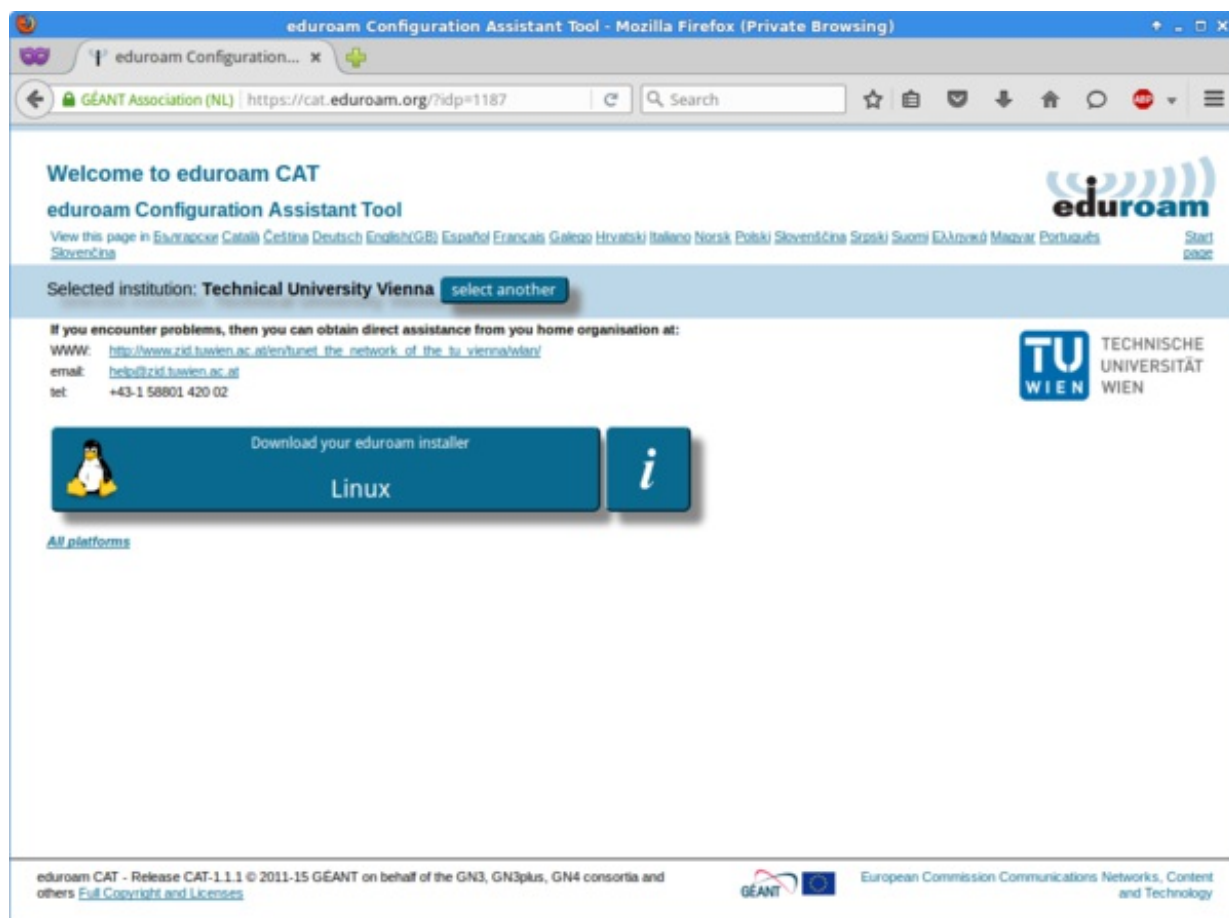 eduroam Configuration Assistant Tool - Mozilla Firefox (Private Browsing)
eduroam Configuration...
GÉANT Association (NL) https://cat.eduroam.org/?idp=1187
Search
ABP
Welcome to eduroam CAT
eduroam Configuration Assistant Tool
eduroam
View this page in Български Català Čeština Deutsch English(GB) Español Français Galego Hrvatski Italiano Norsk Polski Slovenščina Srpski Suomi Ελληνικά Magyar Português
Slovenčina
Start
page
Selected institution: Technical University Vienna select another
If you encounter problems, then you can obtain direct assistance from you home organisation at:
WWW: http://www.zid.tuwien.ac.at/en/tunet_the_network_of_the_tu_vienna/wlan/
email: help@zid.tuwien.ac.at
tel: +43-1 58801 420 02
TU
WIEN
TECHNISCHE
UNIVERSITÄT
WIEN
Download your eduroam installer
Linux
i
All platforms
eduroam CAT - Release CAT-1.1.1 © 2011-15 GÉANT on behalf of the GN3, GN3plus, GN4 consortia and
others Full Copyright and Licenses
GÉANT
European Commission Communications Networks, Content
and Technology